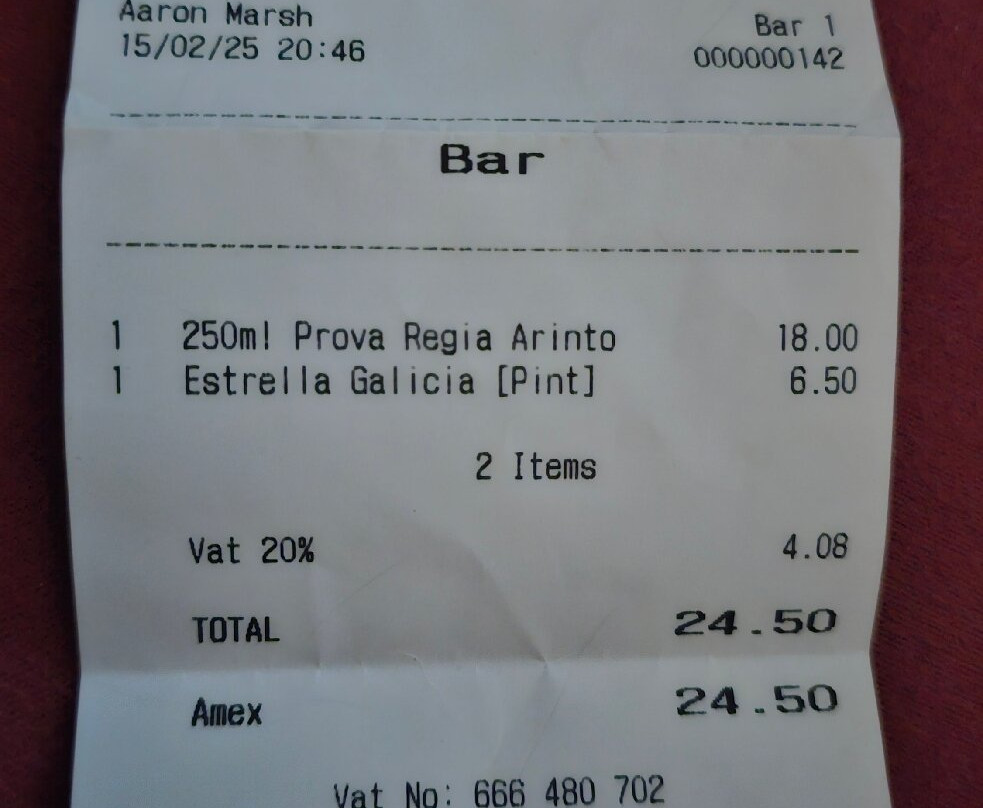 Aaron Marsh
Bar 1
15/02/25 20:46
000000142
Bar
1 250ml Prova Regia Arinto 18.00
1 Estrella Galicia [Pint] 6.50
2 Items
Vat 20% 4.08
TOTAL 24.50
Amex 24.50
Vat No: 666 480 702